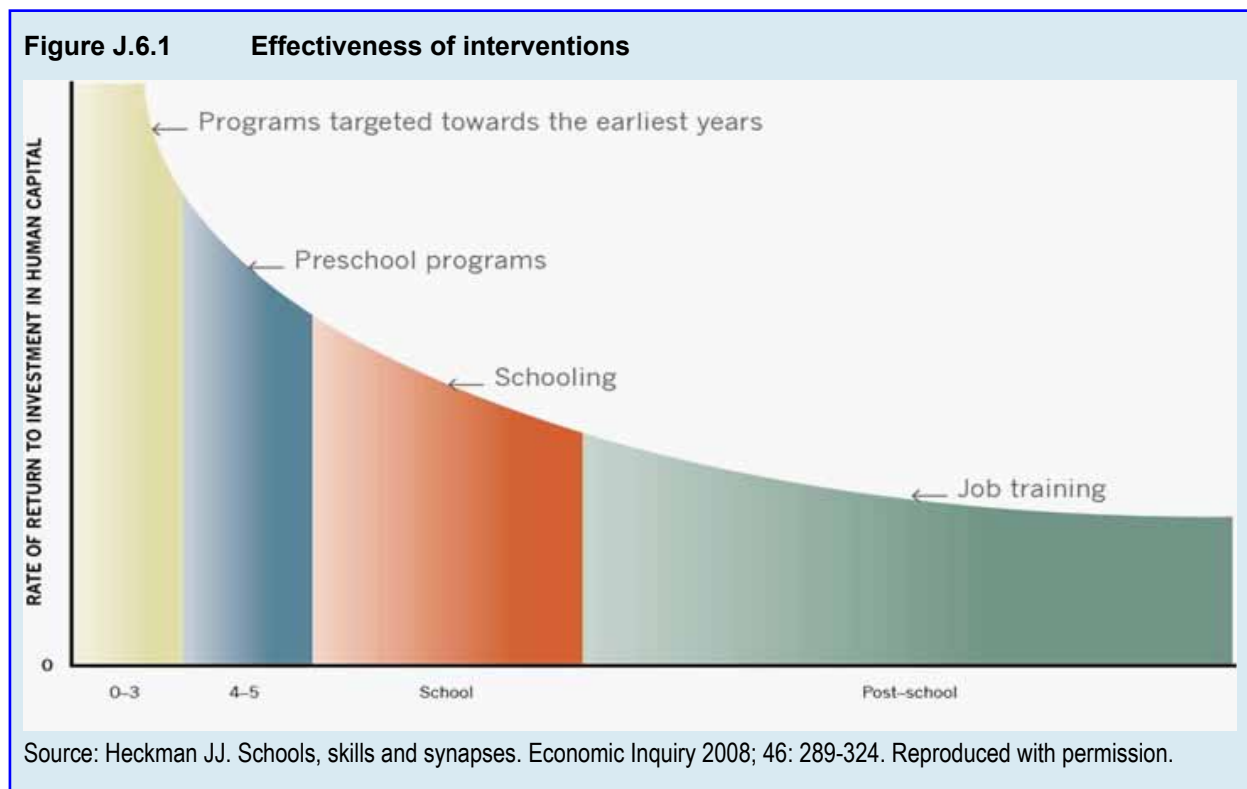 Figure J.6.1 Effectiveness of interventions
RATE OF RETURN TO INVESTMENT IN HUMAN CAPITAL
Programs targeted towards the earliest years
Preschool programs
Schooling
Job training
0
0–3 4–5 School Post–school
Source: Heckman JJ. Schools, skills and synapses. Economic Inquiry 2008; 46: 289-324. Reproduced with permission.